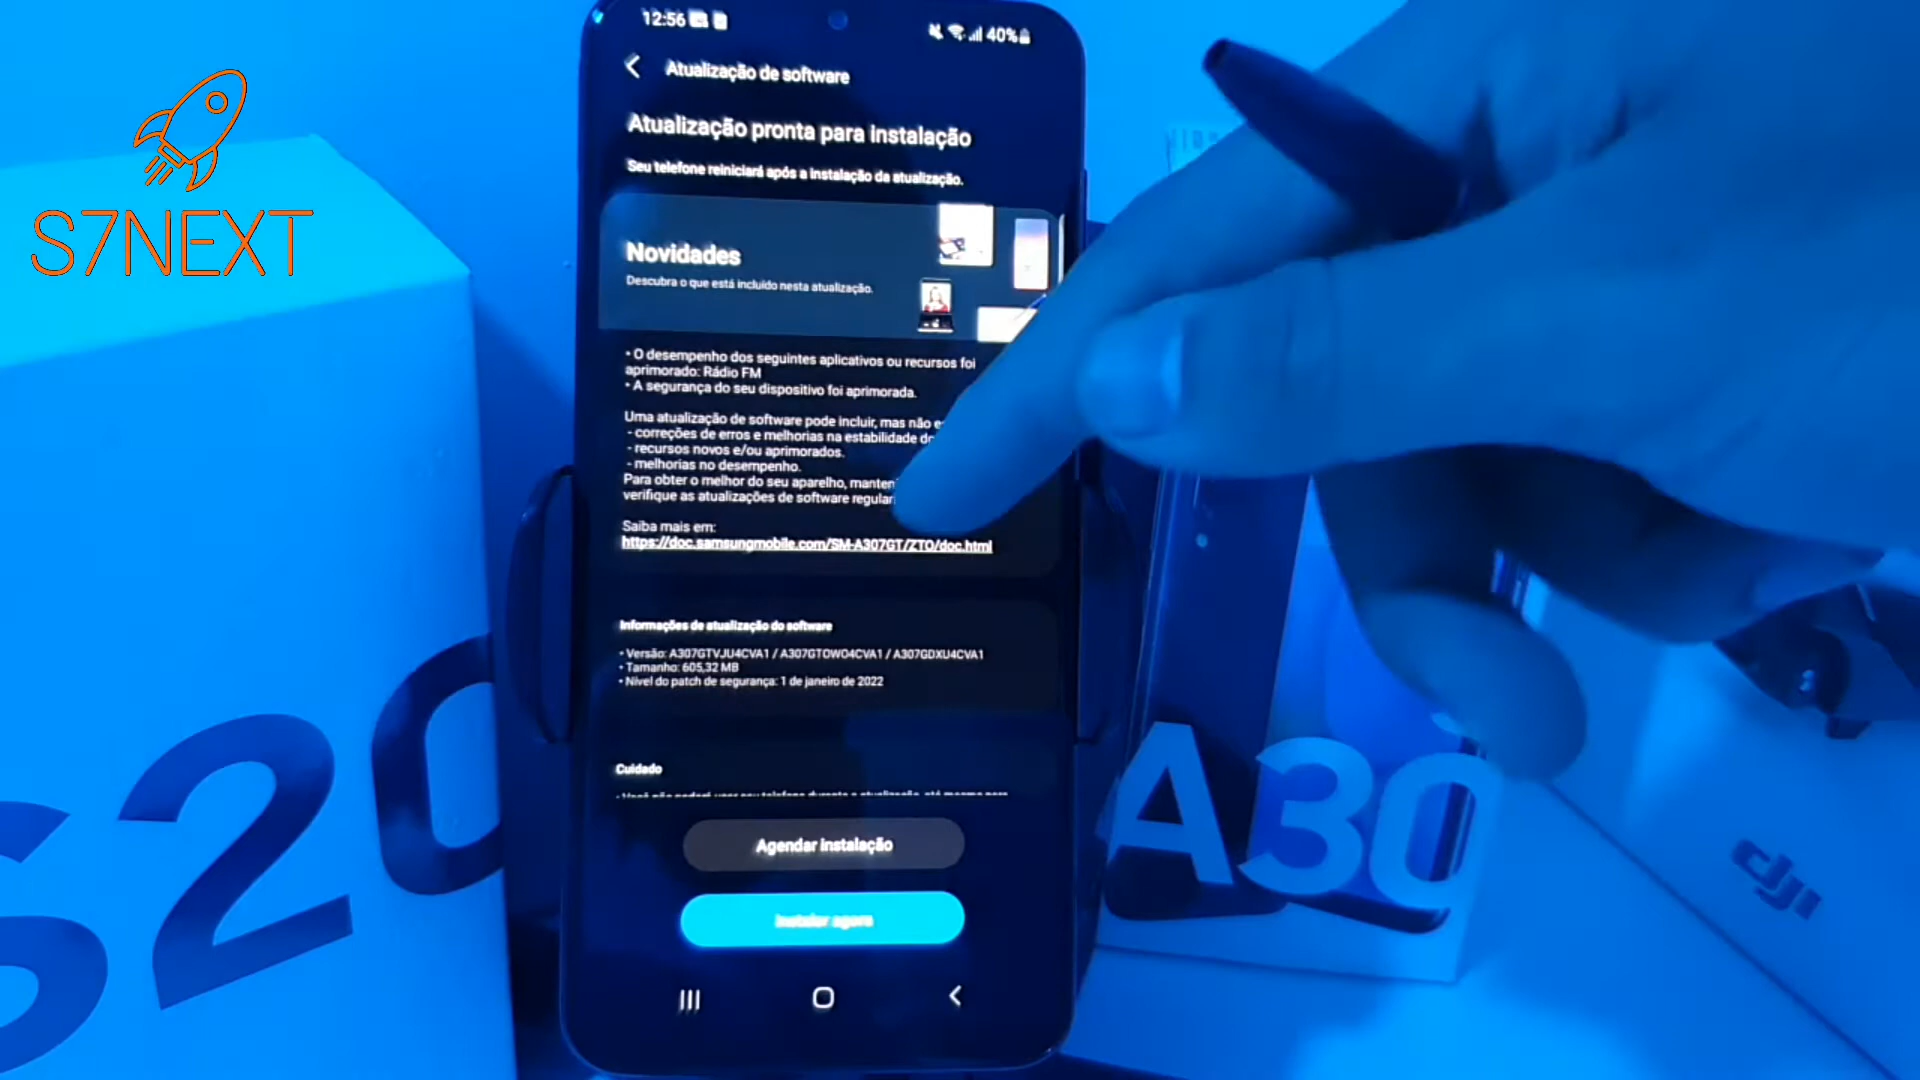 12:56
40%
Atualização de software
Atualização pronta para instalação
Seu telefone reiniciará após a instalação da atualização.
S7NEXT
Novidades
Descubra o que está incluído nesta atualização.
• O desempenho dos seguintes aplicativos ou recursos foi
aprimorado: Rádio FM
• A segurança do seu dispositivo foi aprimorada.
Uma atualização de software pode incluir, mas não
- correções de erros e melhorias na estabilidade
- recursos novos e/ou aprimorados.
- melhorias no desempenho.
Para obter o melhor do seu aparelho,
verifique as atualizações de software
Saiba mais em:
https://doc.samsungmobile.com/SM-A307GT/ZTO/doc.html
Informações de atualização do software
• Versão: A307GTVJU4CVA1 / A307GTOWO4CVA1 / A307GDXU4CVA1
• Tamanho: 605,32 MB
• Nível do patch de segurança: 1 de janeiro de 2022
Cuidado
Agendar instalação
Instalar agora
S20
A30
dji